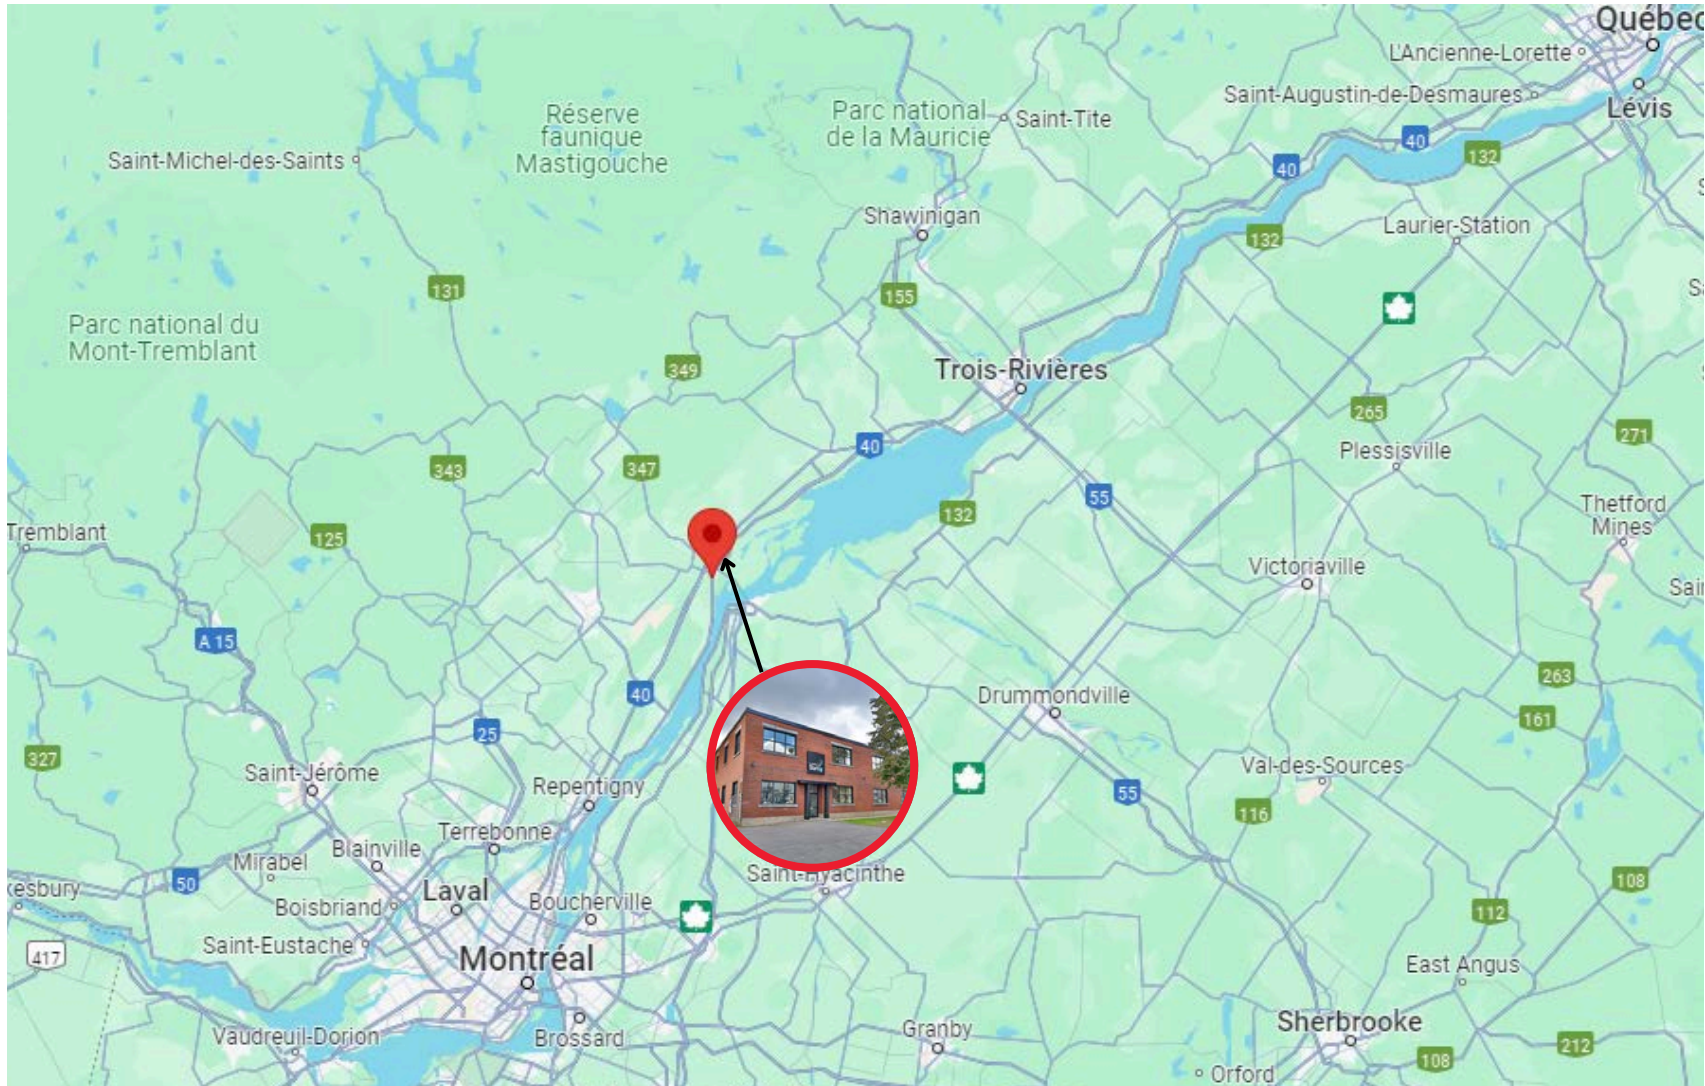 Québec
L'Ancienne-Lorette
Saint-Augustin-de-Desmaures
Lévis
Réserve
faunique
Mastigouche
Parc national
de la Mauricie
Saint-Tite
40
132
40
Saint-Michel-des-Saints
Shawinigan
132
Laurier-Station
131
155
Parc national du
Mont-Tremblant
349
Trois-Rivières
265
271
40
Plessisville
343
347
55
132
Thetford
Mines
Tremblant
125
Victoriaville
Sai
A 15
40
Drummondville
263
161
25
327
Saint-Jérôme
Repentigny
Val-des-Sources
55
116
Terrebonne
Blainville
Mirabel
50
Saint-Hyacinthe
kesbury
Laval
Boisbriand
Boucherville
108
112
Saint-Eustache
417
Montréal
East Angus
Vaudreuil-Dorion
Brossard
Granby
Sherbrooke
108
212
Orford